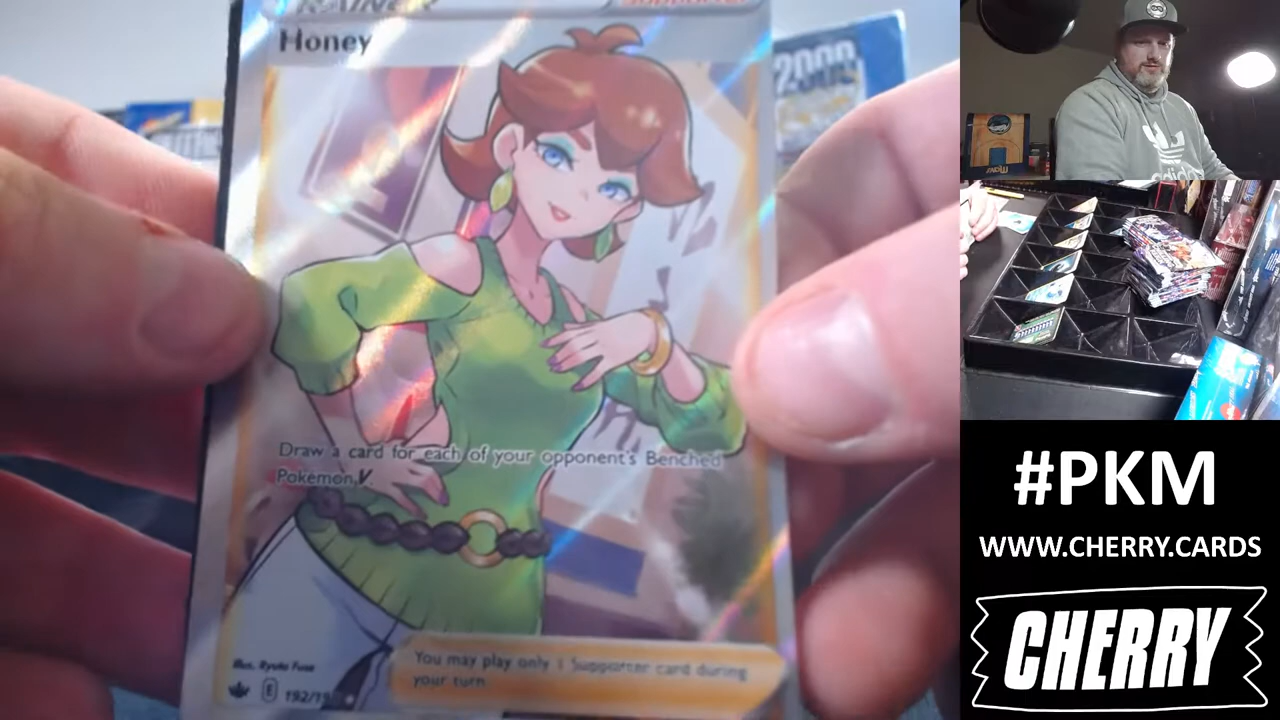 Honey
2000
Draw a card for each of your opponent's Benched
Pokémon V.
Illus. Ryuta Fuse
You may play only 1 Supporter card during
your turn.
E
192/19
adidas
#PKM
WWW.CHERRY.CARDS
CHERRY